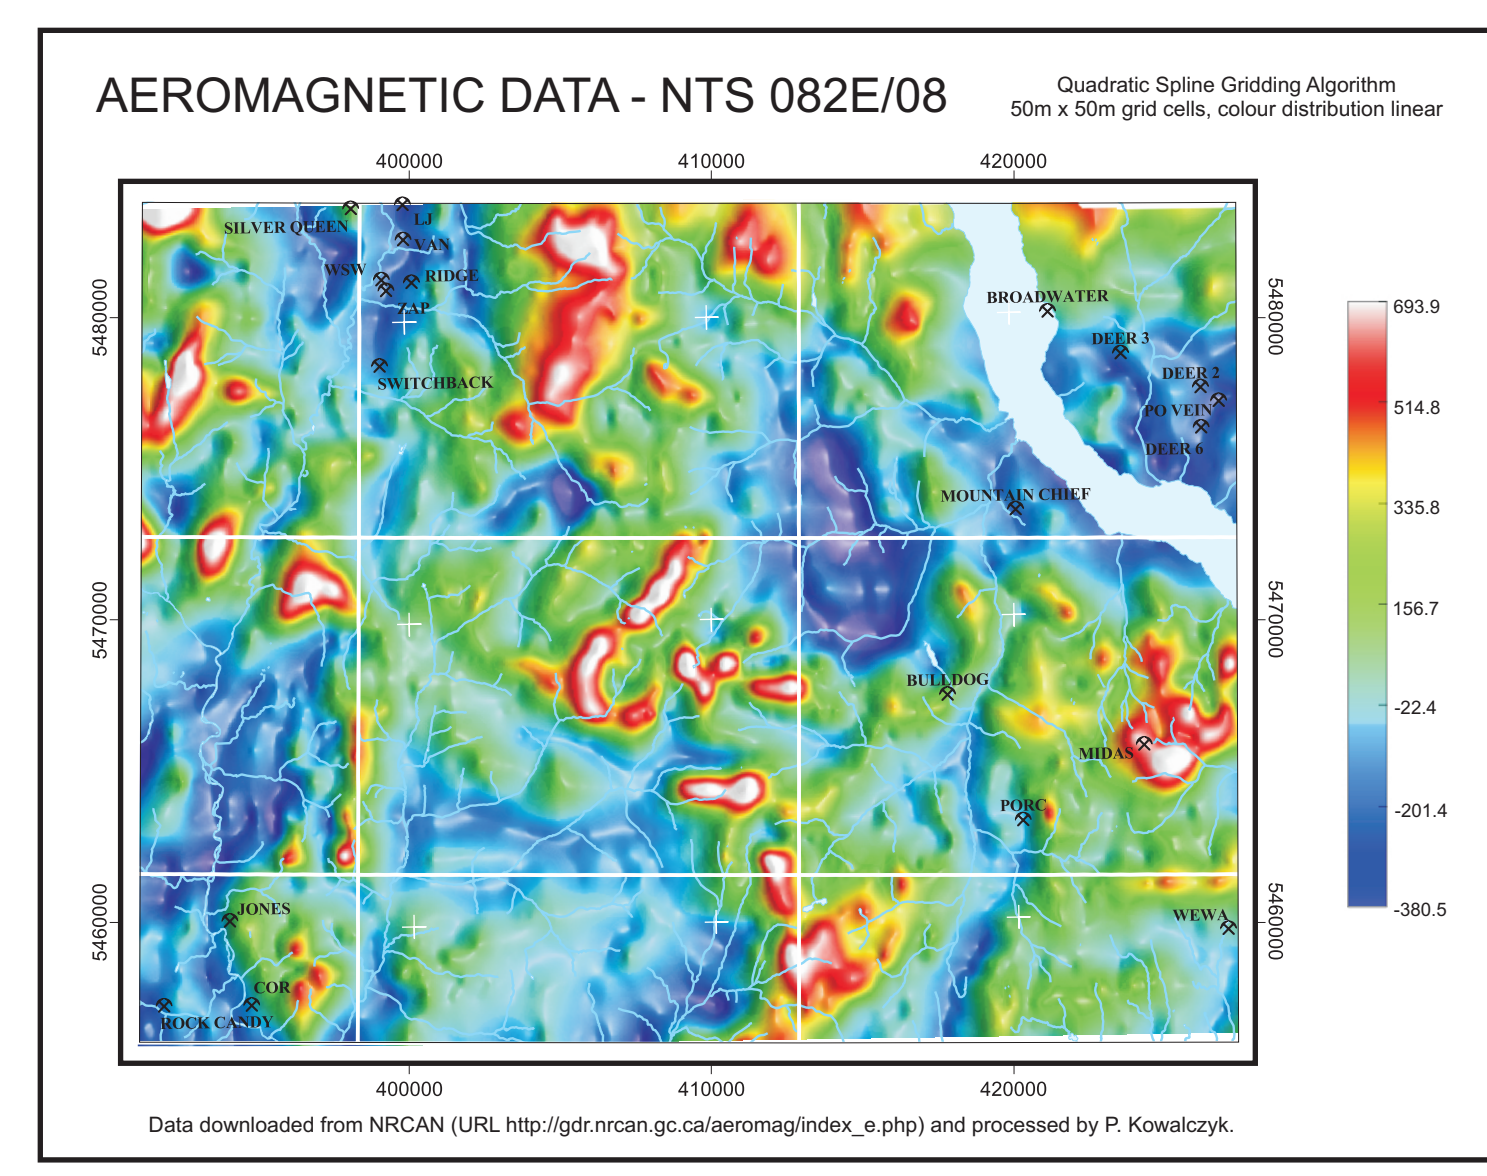 AEROMAGNETIC DATA - NTS 082E/08
Quadratic Spline Gridding Algorithm
50m x 50m grid cells, colour distribution linear
400000
410000
420000
SILVER QUEEN
LJ
VAN
WSW
RIDGE
ZAP
SWITCHBACK
BROADWATER
DEER 3
DEER 2
PO VEIN
DEER 6
MOUNTAIN CHIEF
BULLDOG
MIDAS
PORC
JONES
WEWA
COR
ROCK CANDY
5480000
5470000
5460000
5480000
5470000
5460000
693.9
514.8
335.8
156.7
-22.4
-201.4
-380.5
400000
410000
420000
Data downloaded from NRCAN (URL http://gdr.nrcan.gc.ca/aeromag/index_e.php) and processed by P. Kowalczyk.